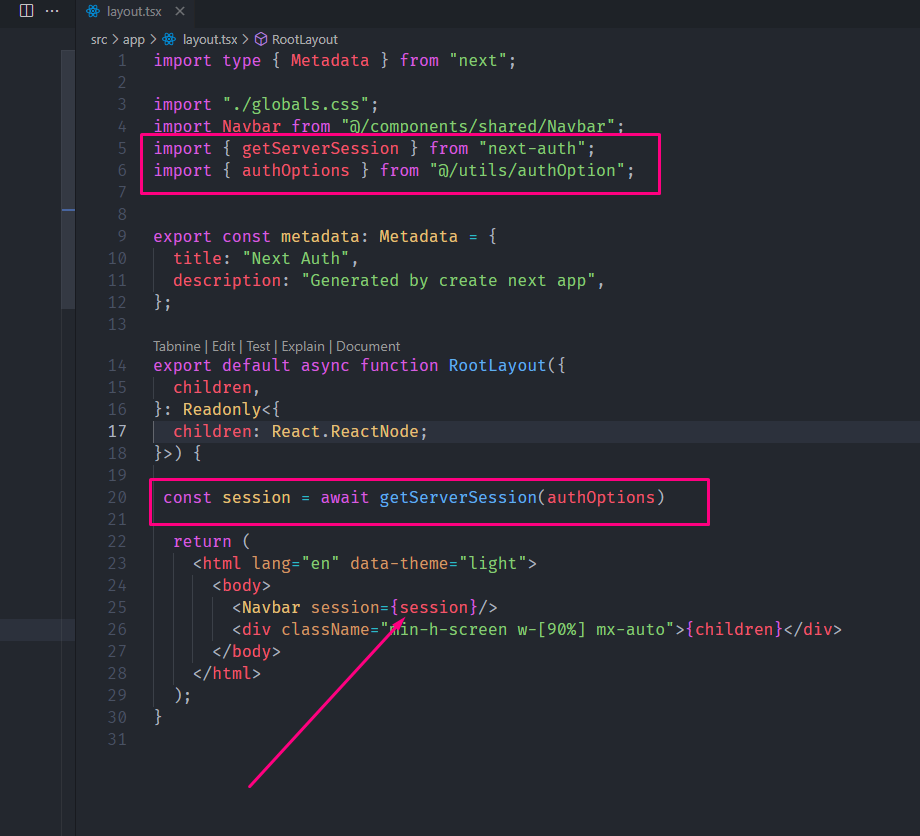 layout.tsx
src > app > layout.tsx > RootLayout
1 import type { Metadata } from "next";
2
3 import "./globals.css";
4 import Navbar from "@/components/shared/Navbar";
5 import { getServerSession } from "next-auth";
6 import { authOptions } from "@/utils/authOption";
7
8
9 export const metadata: Metadata = {
10   title: "Next Auth",
11   description: "Generated by create next app",
12 };
13
Tabnine | Edit | Test | Explain | Document
14 export default async function RootLayout({
15   children,
16 }: Readonly<{
17   children: React.ReactNode;
18 }>) {
19
20  const session = await getServerSession(authOptions)
21
22   return (
23     <html lang="en" data-theme="light">
24       <body>
25         <Navbar session={session}/>
26         <div className="min-h-screen w-[90%] mx-auto">{children}</div>
27       </body>
28     </html>
29   );
30 }
31